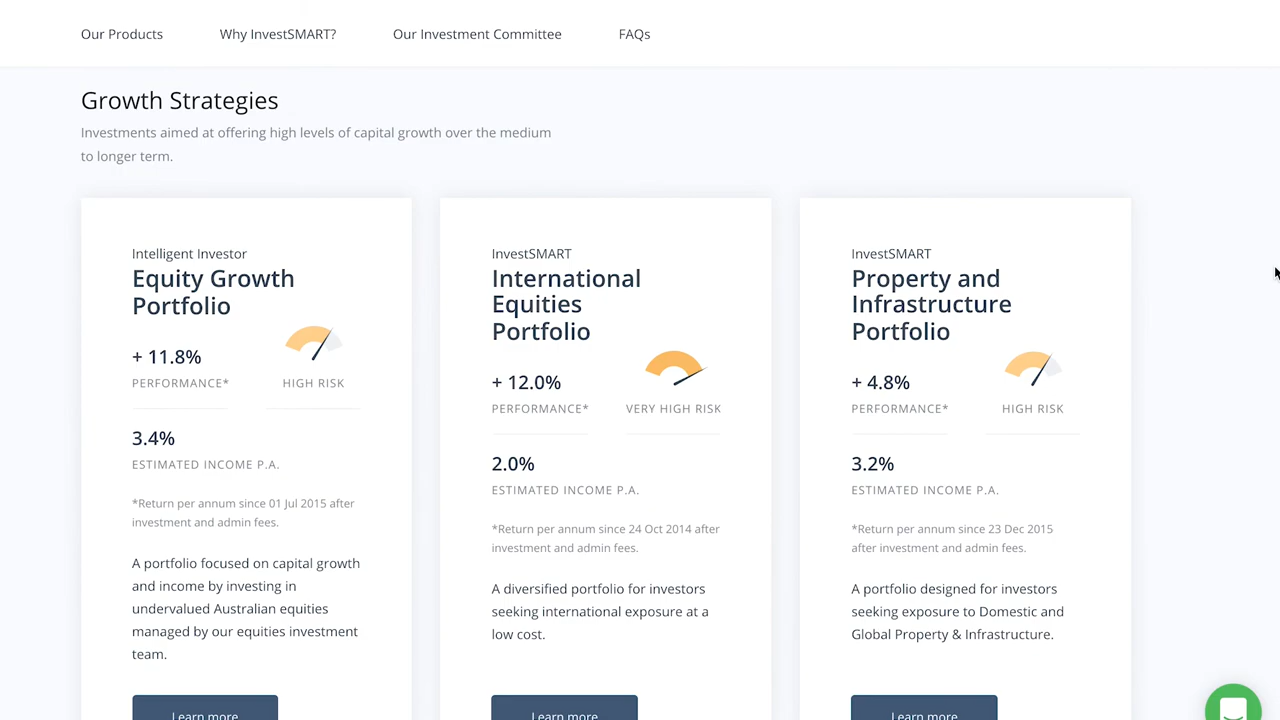 Our Products
Why InvestSMART?
Our Investment Committee
FAQs
Growth Strategies
Investments aimed at offering high levels of capital growth over the medium
to longer term.
Intelligent Investor
Equity Growth
Portfolio
+ 11.8%
PERFORMANCE*
HIGH RISK
3.4%
ESTIMATED INCOME P.A.
*Return per annum since 01 Jul 2015 after
investment and admin fees.
A portfolio focused on capital growth
and income by investing in
undervalued Australian equities
managed by our equities investment
team.
Learn more
InvestSMART
International
Equities
Portfolio
+ 12.0%
PERFORMANCE*
VERY HIGH RISK
2.0%
ESTIMATED INCOME P.A.
*Return per annum since 24 Oct 2014 after
investment and admin fees.
A diversified portfolio for investors
seeking international exposure at a
low cost.
Learn more
InvestSMART
Property and
Infrastructure
Portfolio
+ 4.8%
PERFORMANCE*
HIGH RISK
3.2%
ESTIMATED INCOME P.A.
*Return per annum since 23 Dec 2015
after investment and admin fees.
A portfolio designed for investors
seeking exposure to Domestic and
Global Property & Infrastructure.
Learn more